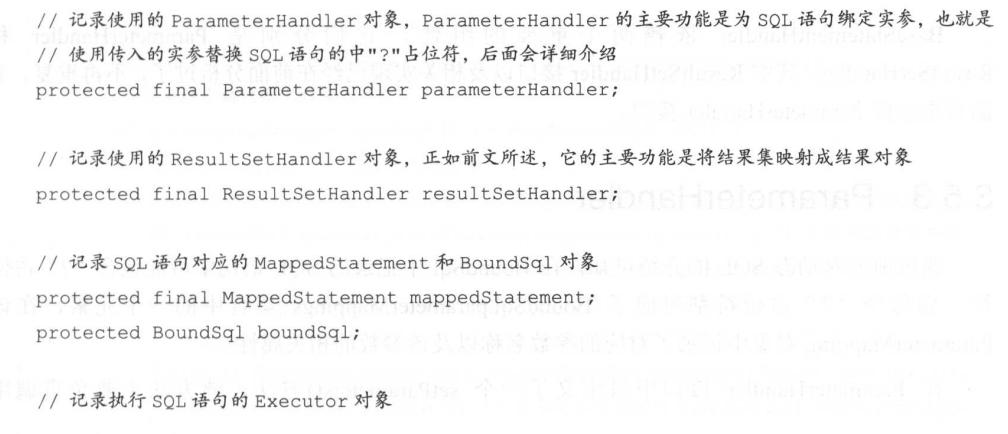 // 记录使用的 ParameterHandler 对象，ParameterHandler 的主要功能是为 SQL 语句绑定实参，也就是
// 使用传入的实参替换 SQL 语句的中"?"占位符，后面会详细介绍
protected final ParameterHandler parameterHandler;
// 记录使用的 ResultSetHandler 对象，正如前文所述，它的主要功能是将结果集映射成结果对象
protected final ResultSetHandler resultSetHandler;
// 记录 SQL 语句对应的 MappedStatement 和 BoundSql 对象
protected final MappedStatement mappedStatement;
protected BoundSql boundSql;
// 记录执行 SQL 语句的 Executor 对象